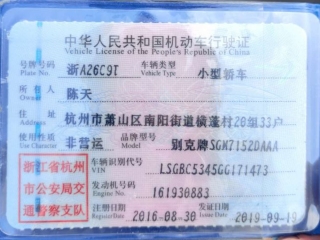 中华人民共和国机动车行驶证
Vehicle License of the People's Republic of China
号牌号码 浙A26C9T 车辆类型 小型轿车
Plate No. Vehicle Type
所有人 陈天
Owner
住址 杭州市萧山区南阳街道横蓬村20组33户
Address
使用性质 非营运 品牌型号 别克牌SGM7152DAAA
Use Character Model
浙江省杭州市公安局交通警察支队
车辆识别代号 LSGBC5345GG171473
VIN
发动机号码 161930883
Engine No.
注册日期 2016-08-30 发证日期 2019-09-19
Register Date Issue Date